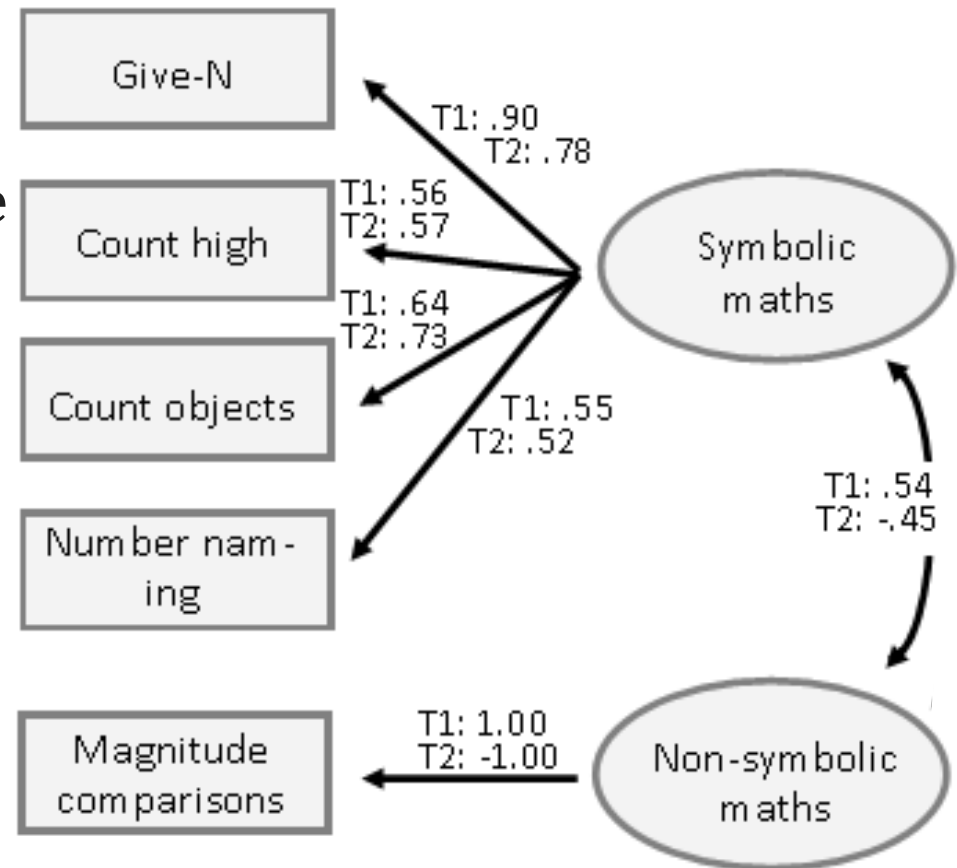 Give-N
T1: .90
T2: .78
e
T1: .56
T2: .57
Count high
Symbolic
maths
T1: .64
T2: .73
Count objects
T1: .55
T2: .52
T1: .54
T2: -.45
Number nam-
ing
T1: 1.00
T2: -1.00
Magnitude
comparisons
Non-symbolic
maths